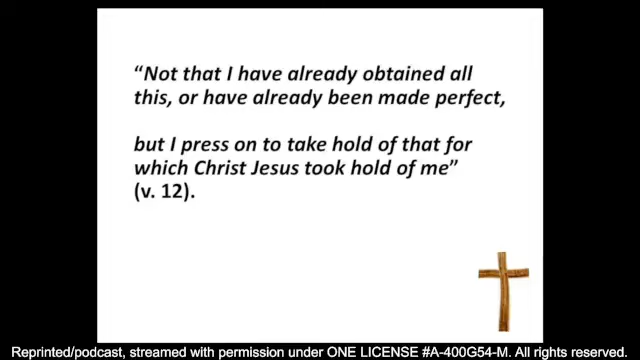 “Not that I have already obtained all
this, or have already been made perfect,
but I press on to take hold of that for
which Christ Jesus took hold of me”
(v. 12).
Reprinted/podcast, streamed with permission under ONE LICENSE #A-400G54-M. All rights reserved.